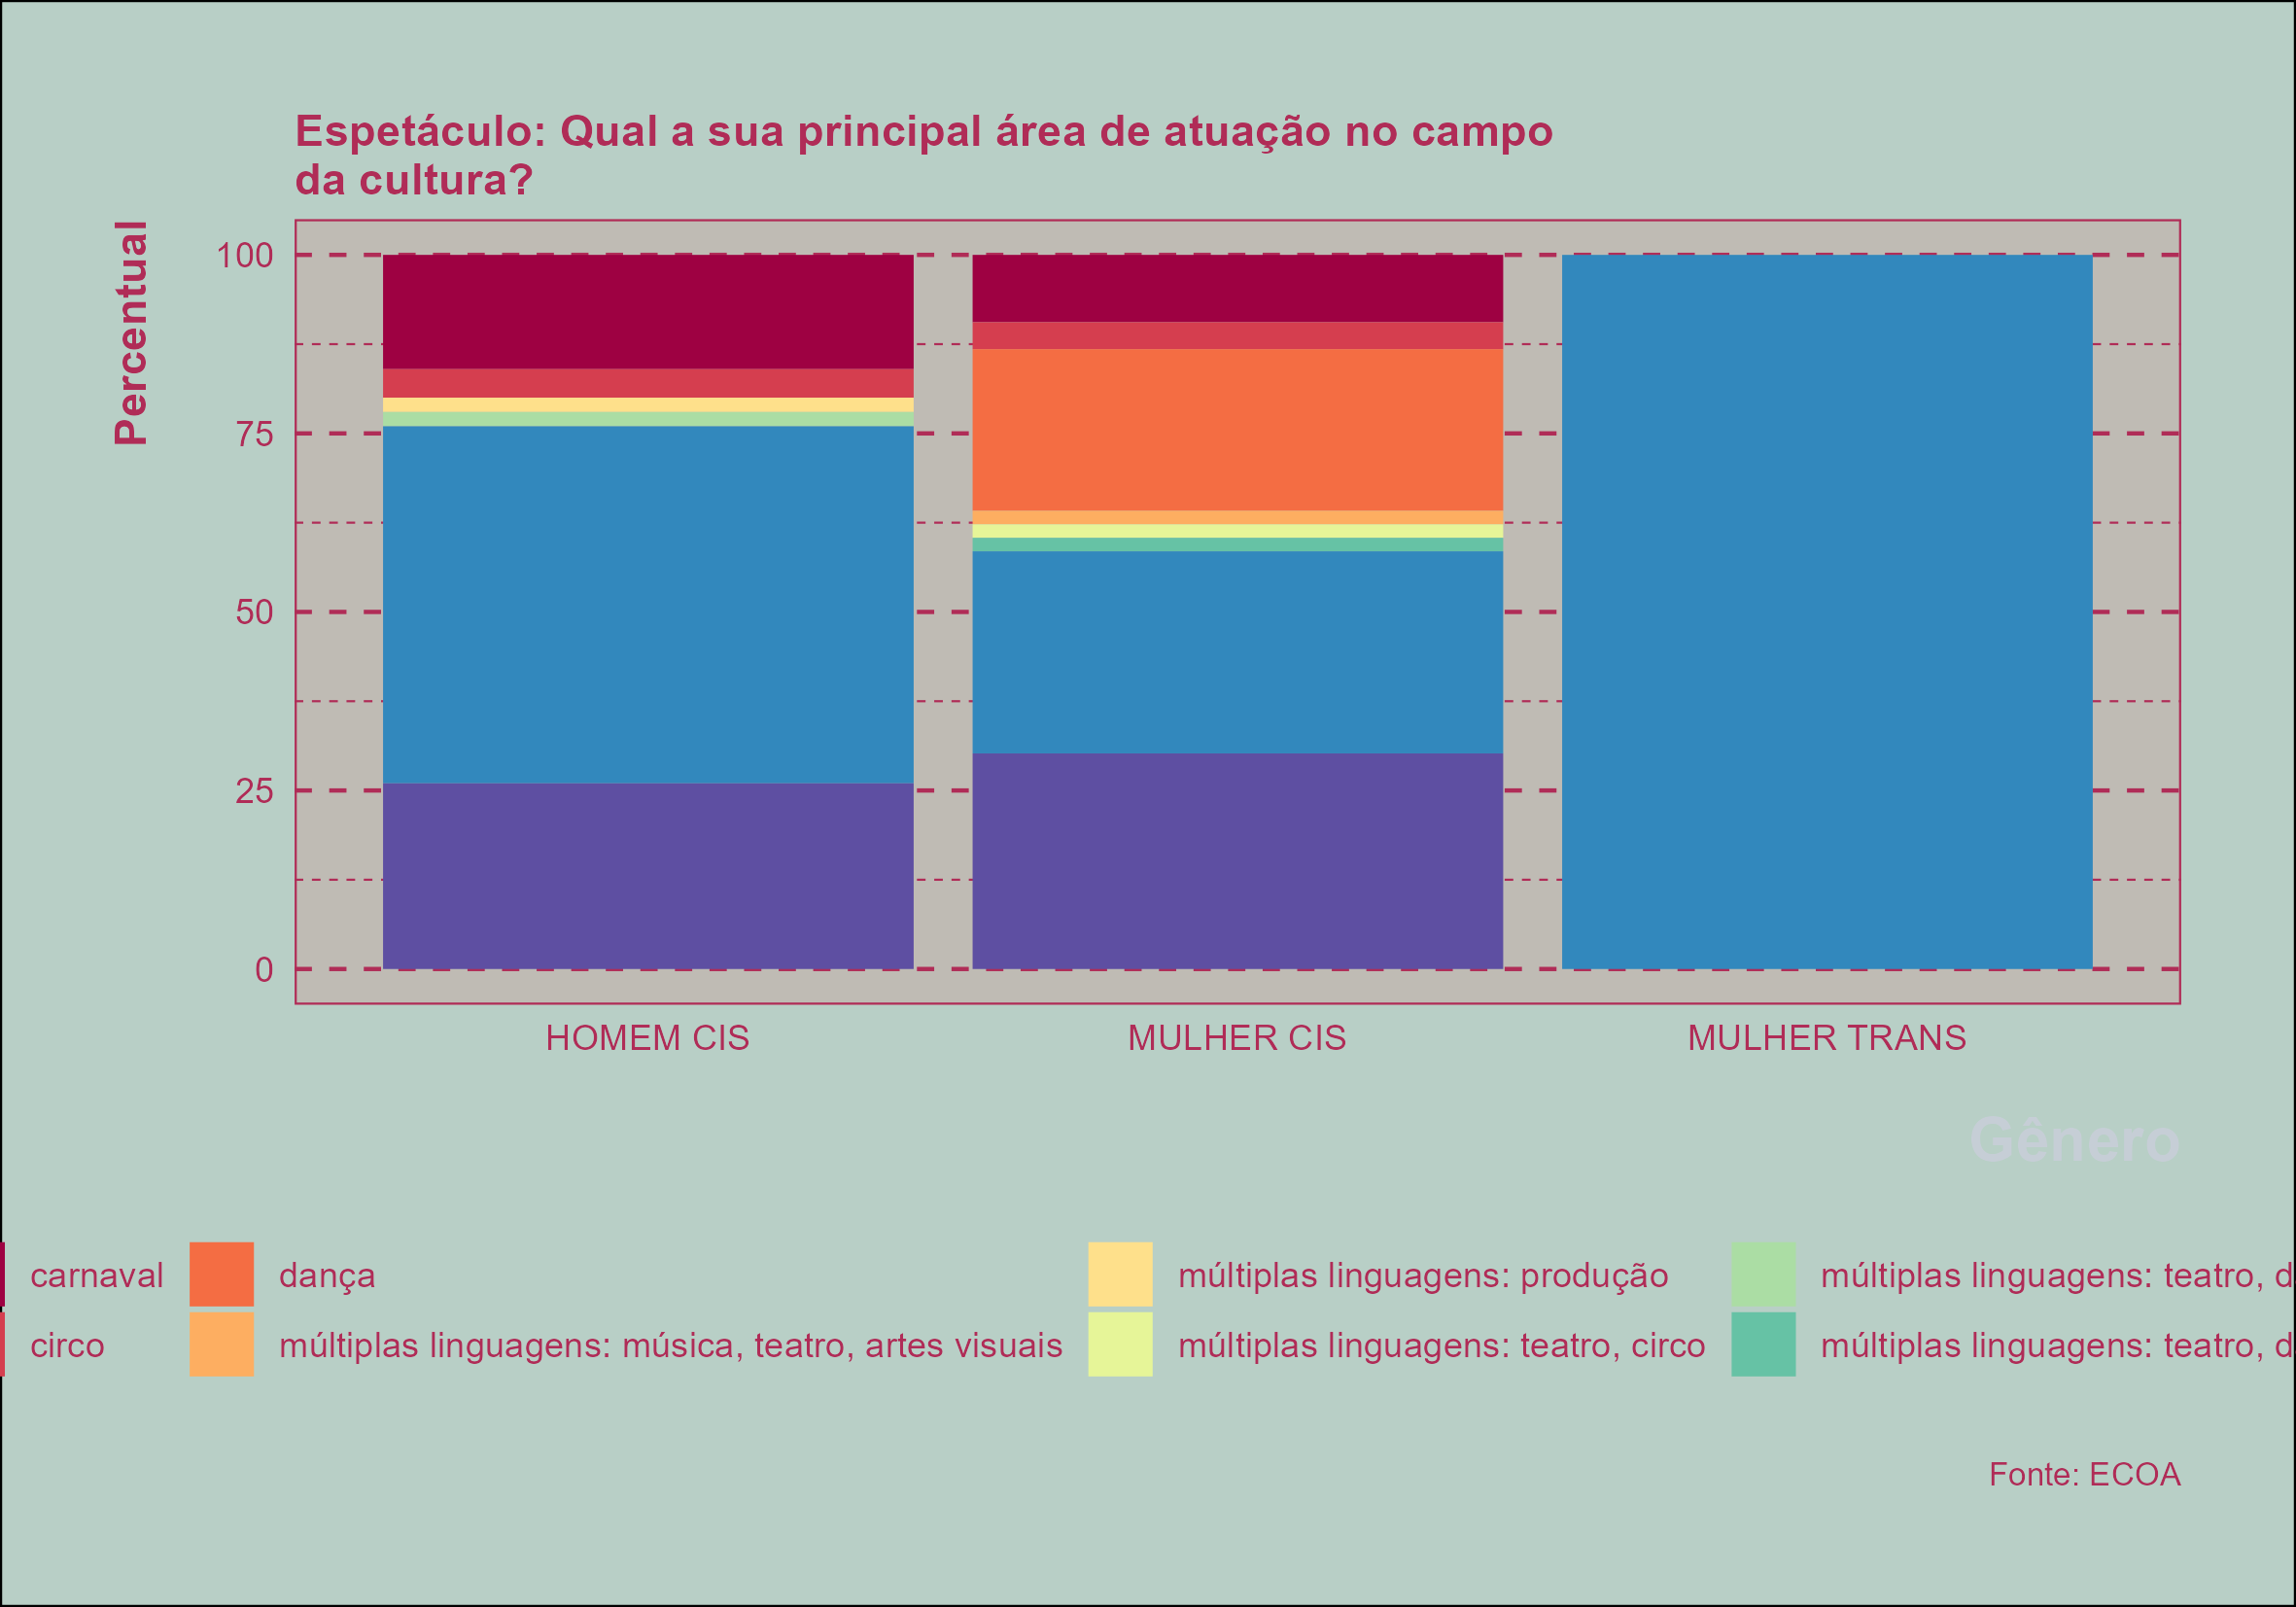 Espetáculo: Qual a sua principal área de atuação no campo
da cultura?
Percentual
100
75
50
25
0
HOMEM CIS
MULHER CIS
MULHER TRANS
Gênero
carnaval
dança
múltiplas linguagens: produção
múltiplas linguagens: teatro,
circo
múltiplas linguagens: música, teatro, artes visuais
múltiplas linguagens: teatro, circo
múltiplas linguagens: teatro,
Fonte: ECOA